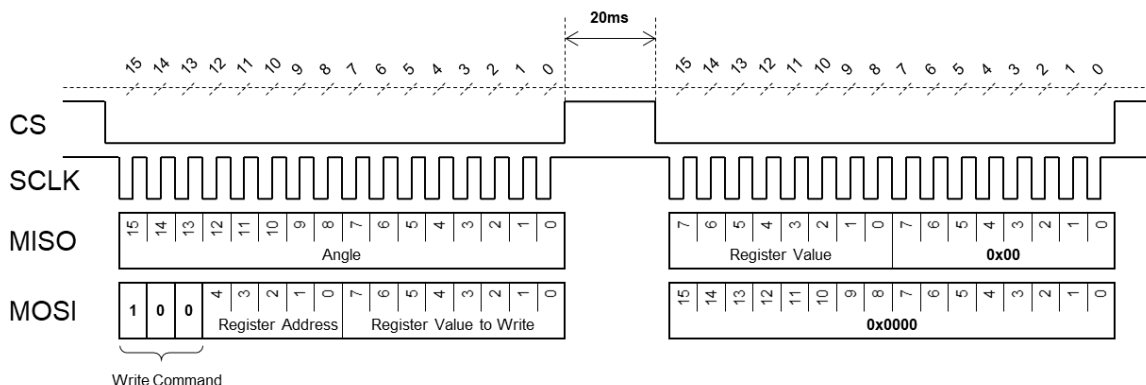 20ms
15 14 13 12 11 10 9 8 7 6 5 4 3 2 1 0 15 14 13 12 11 10 9 8 7 6 5 4 3 2 1 0
CS
SCLK
MISO 15 14 13 12 11 10 9 8 7 6 5 4 3 2 1 0 7 6 5 4 3 2 1 0 7 6 5 4 3 2 1 0
Angle Register Value 0x00
MOSI 1 0 0 4 3 2 1 0 7 6 5 4 3 2 1 0 15 14 13 12 11 10 9 8 7 6 5 4 3 2 1 0
Register Address Register Value to Write 0x0000
Write Command